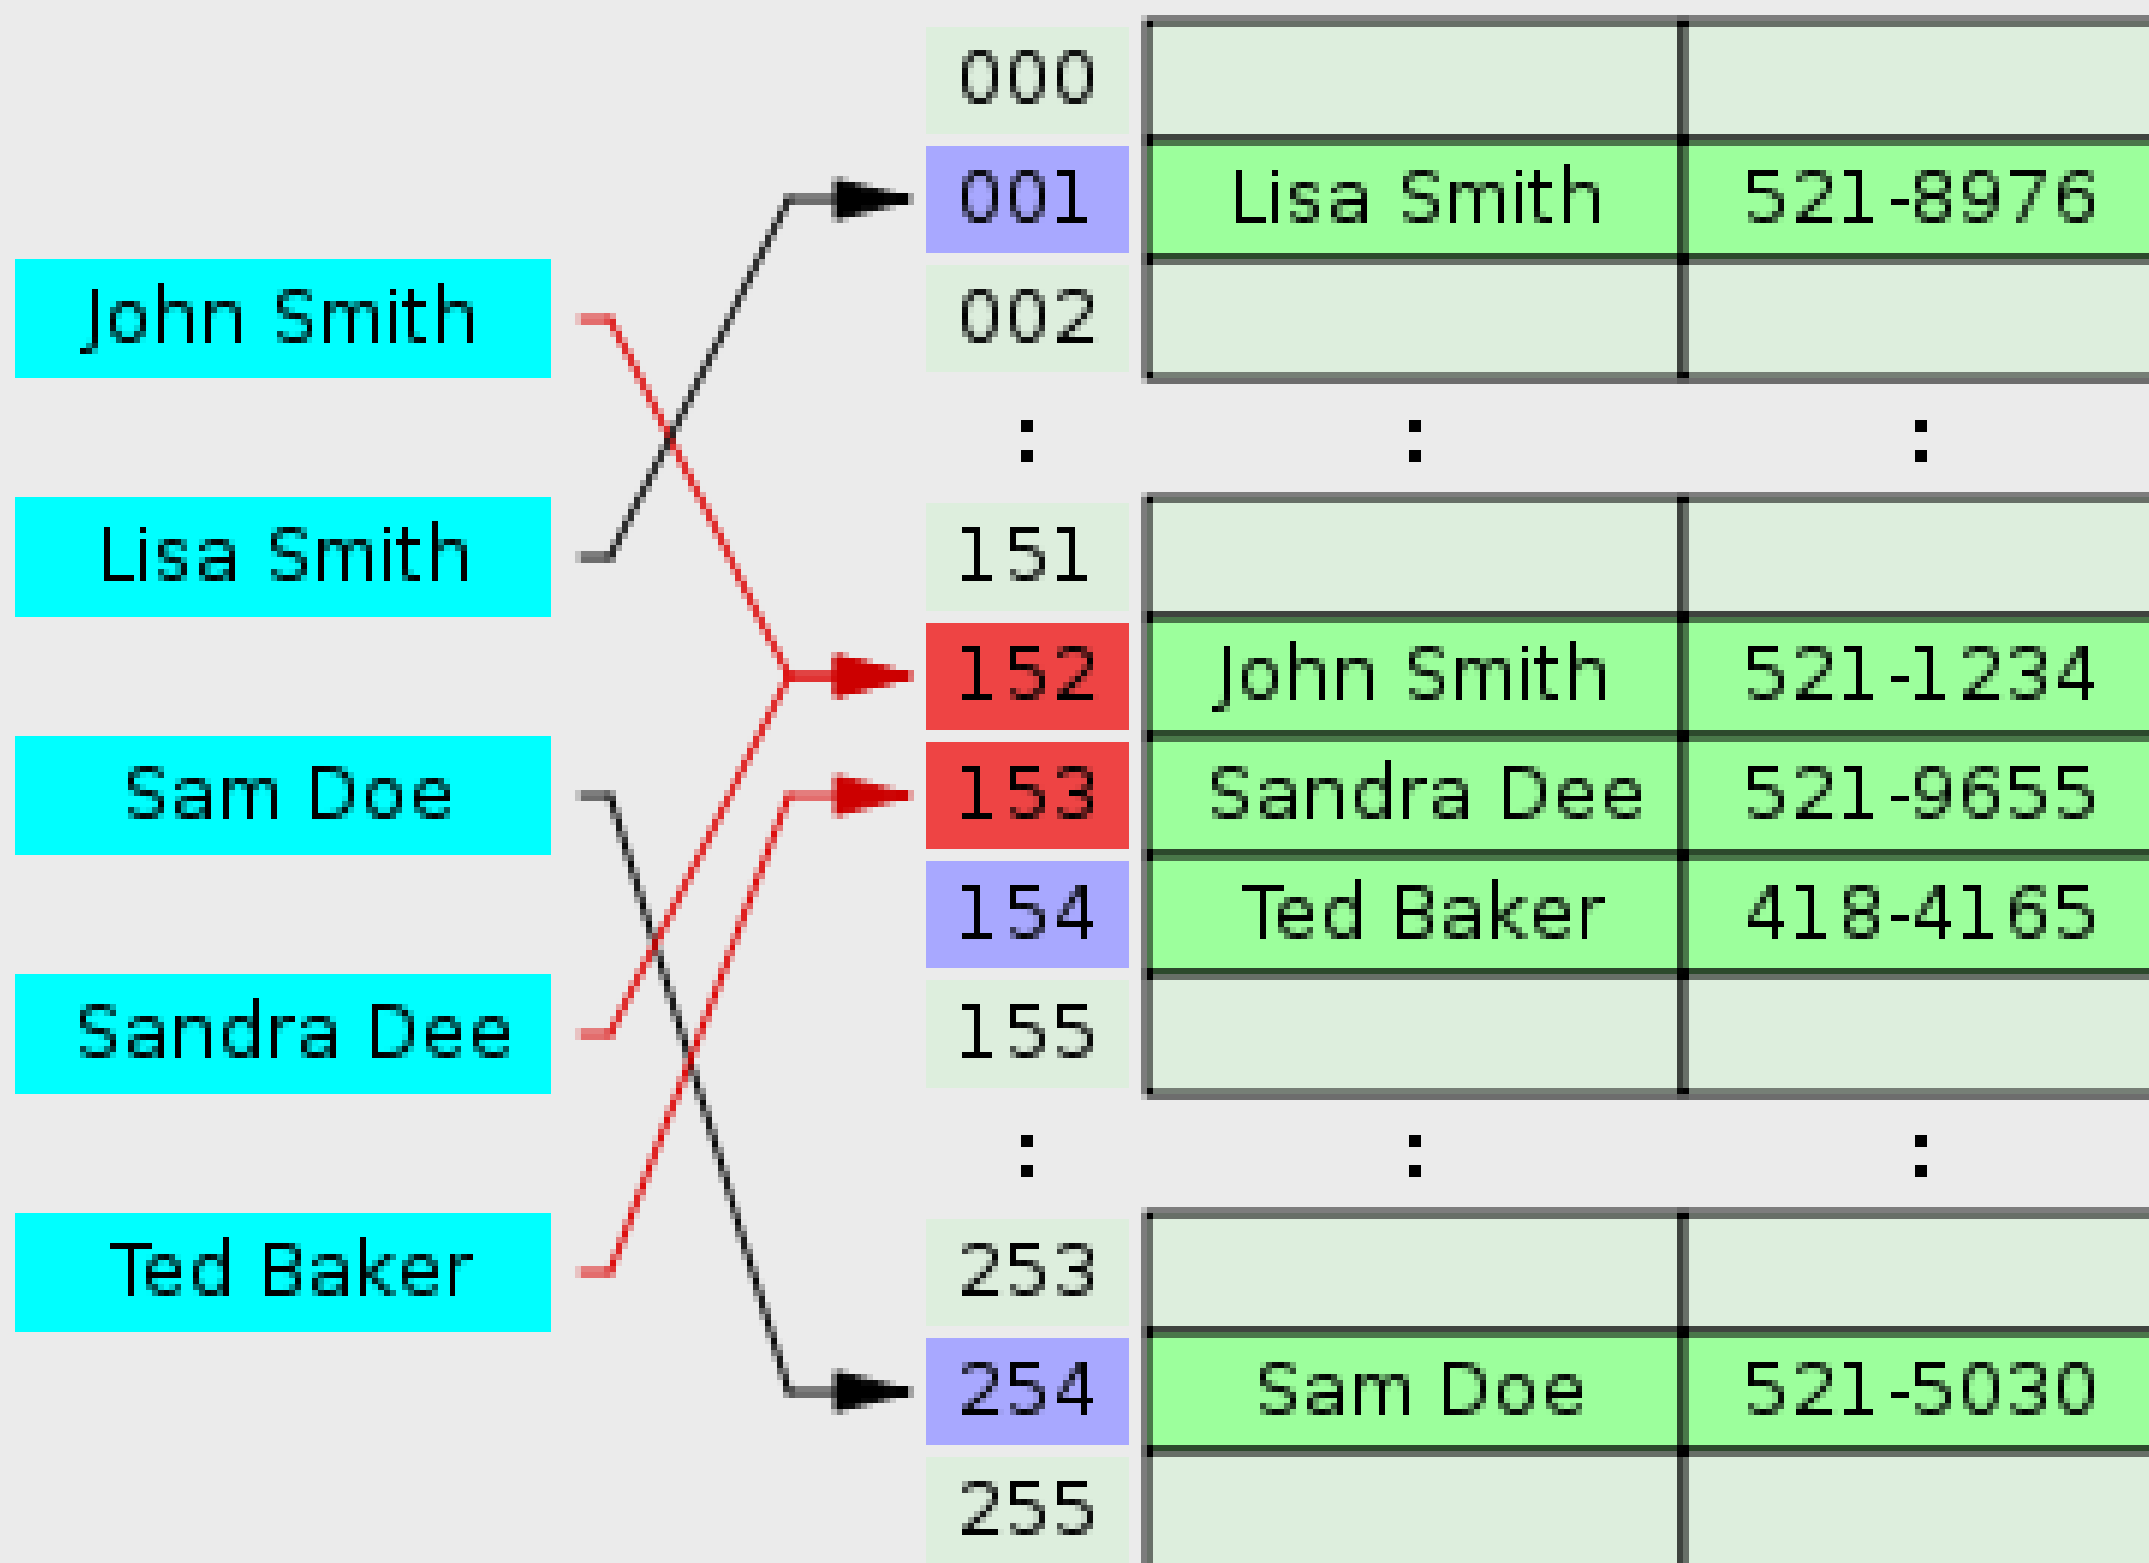 John Smith
Lisa Smith
Sam Doe
Sandra Dee
Ted Baker
000
001 Lisa Smith 521-8976
002
: : :
151
152 John Smith 521-1234
153 Sandra Dee 521-9655
154 Ted Baker 418-4165
155
: : :
253
254 Sam Doe 521-5030
255